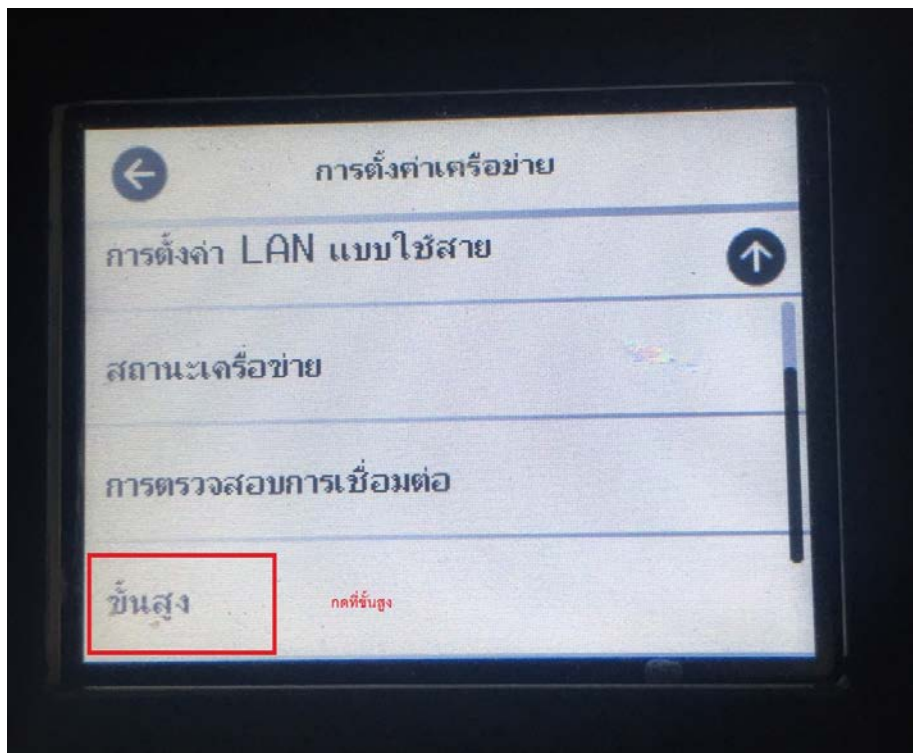 การตั้งค่าเครือข่าย
การตั้งค่า LAN แบบใช้สาย
สถานะเครือข่าย
การตรวจสอบการเชื่อมต่อ
ขั้นสูง
กดที่ขั้นสูง